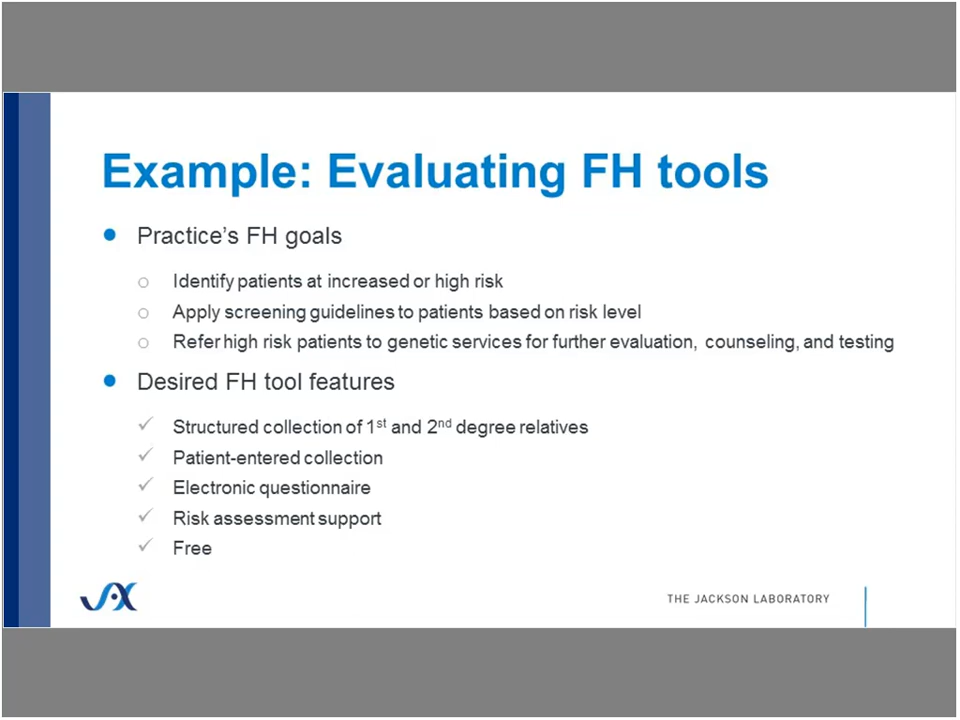 Example: Evaluating FH tools
Practice’s FH goals
Identify patients at increased or high risk
Apply screening guidelines to patients based on risk level
Refer high risk patients to genetic services for further evaluation, counseling, and testing
Desired FH tool features
Structured collection of 1st and 2nd degree relatives
Patient-entered collection
Electronic questionnaire
Risk assessment support
Free
JAX
THE JACKSON LABORATORY